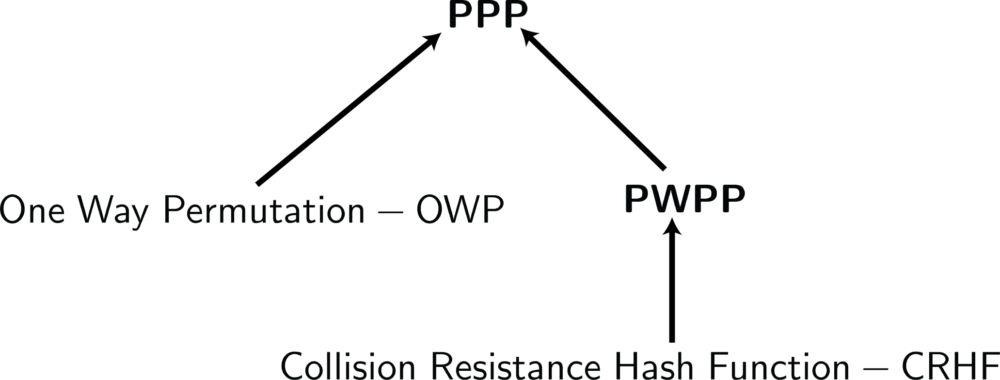 PPP
One Way Permutation – OWP
PWPP
Collision Resistance Hash Function – CRHF